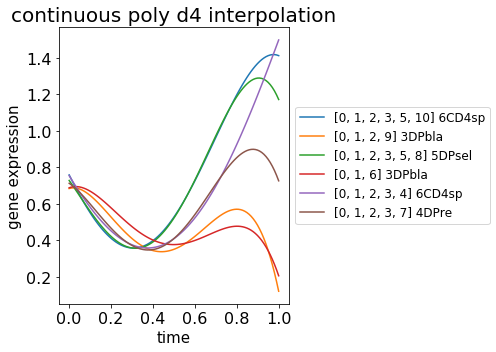 continuous poly d4 interpolation
gene expression
1.4
1.2
1.0
0.8
0.6
0.4
0.2
0.0 0.2 0.4 0.6 0.8 1.0
time
[0, 1, 2, 3, 5, 10] 6CD4sp
[0, 1, 2, 9] 3DPbla
[0, 1, 2, 3, 5, 8] 5DPsel
[0, 1, 6] 3DPbla
[0, 1, 2, 3, 4] 6CD4sp
[0, 1, 2, 3, 7] 4DPre